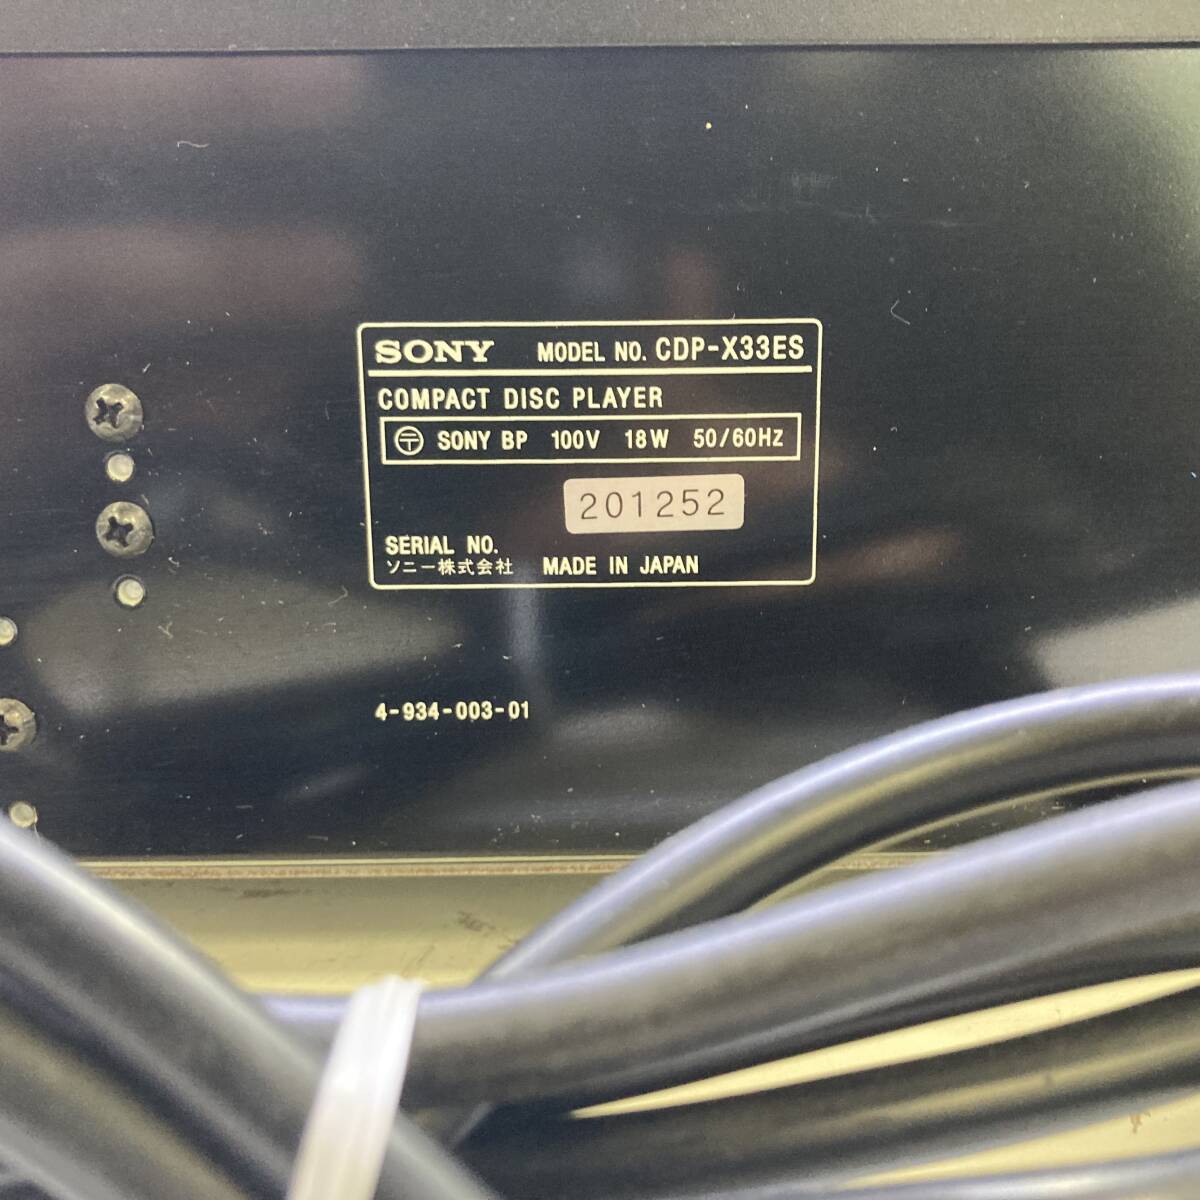 SONY MODEL NO. CDP-X33ES
COMPACT DISC PLAYER
〒 SONY BP 100V 18W 50/60Hz
201252
SERIAL NO.
ソニー株式会社 MADE IN JAPAN
4-934-003-01